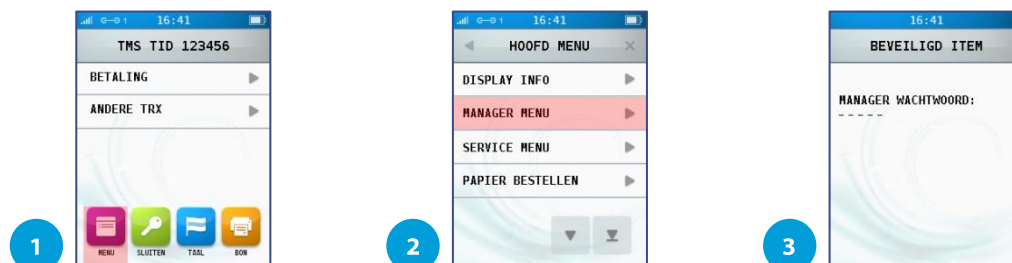 16:41
TMS TID 123456
BETALING
ANDERE TRX
MENU
SLUITEN
TAAL
BON
1
16:41
HOOFD MENU
DISPLAY INFO
MANAGER MENU
SERVICE MENU
PAPIER BESTELLEN
2
16:41
BEVEILIGD ITEM
MANAGER WACHTWOORD:
- - - - -
3